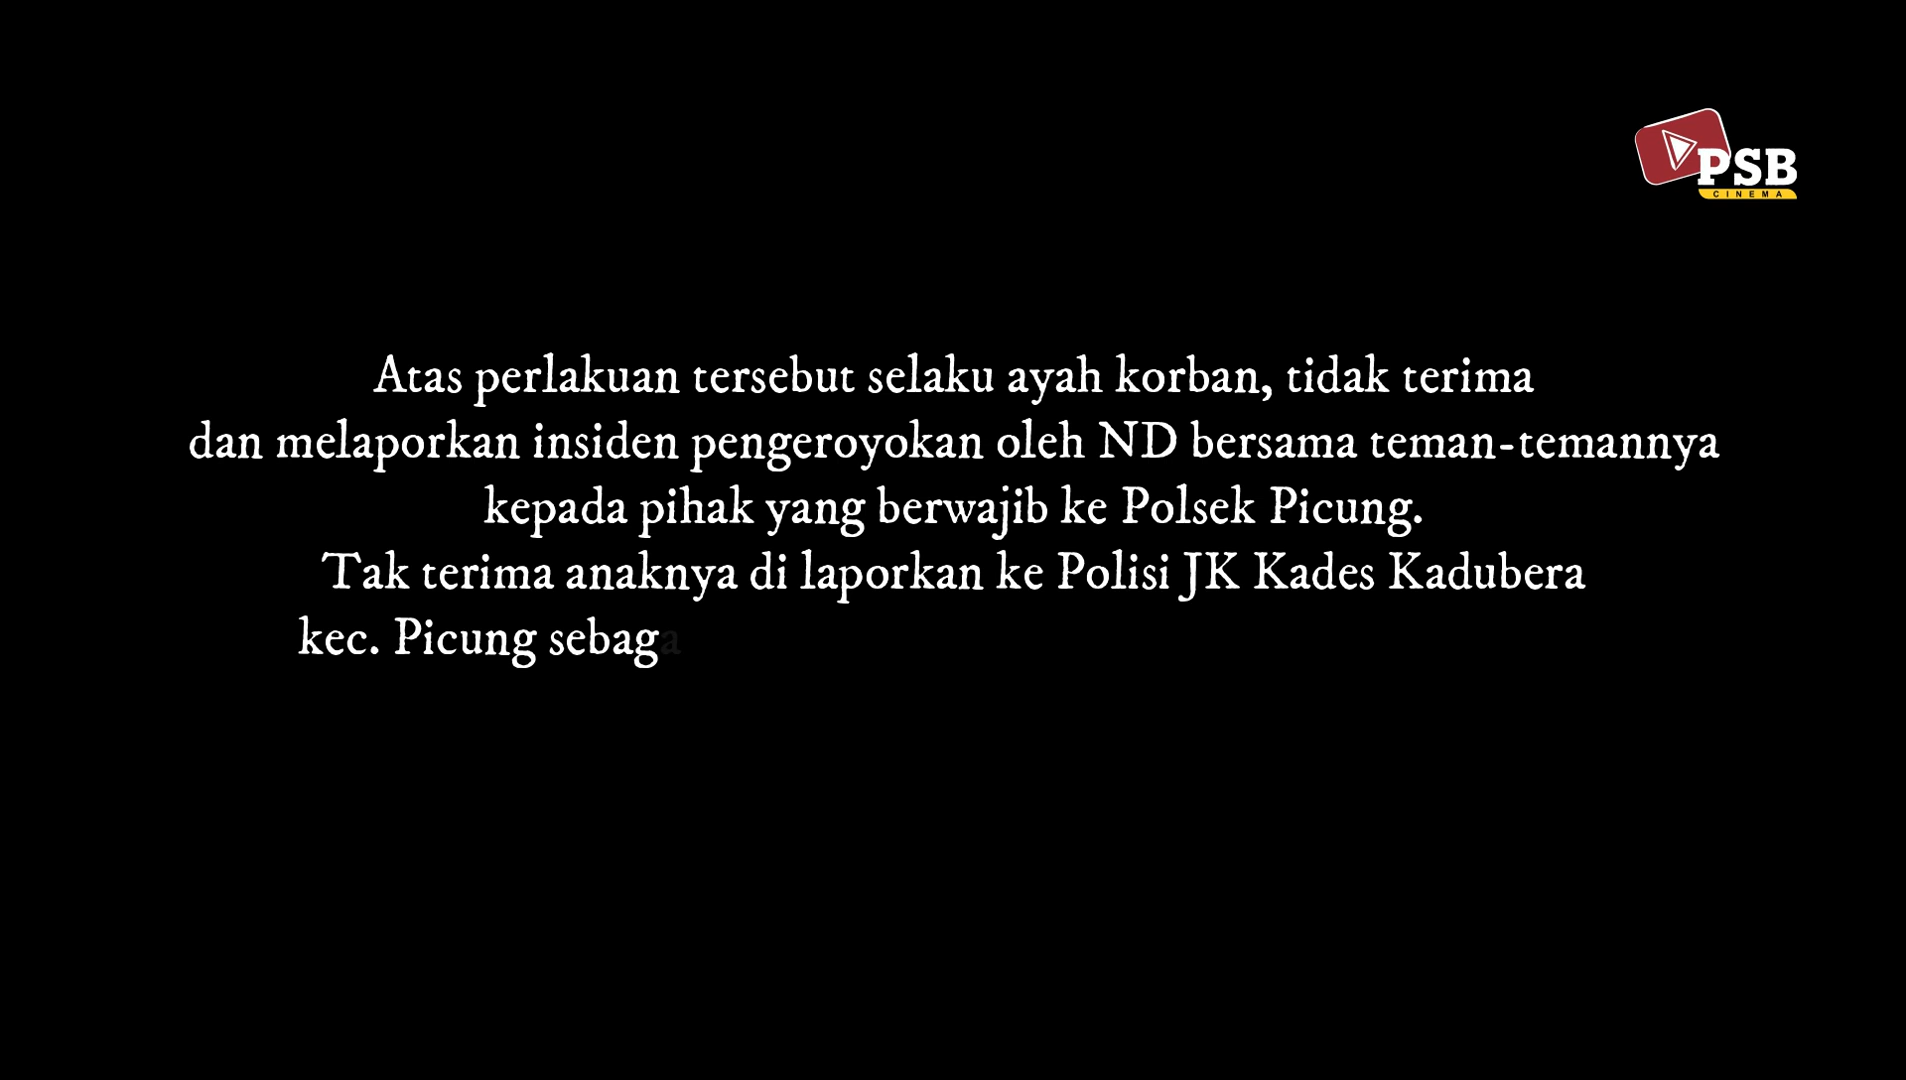 PSB
CINEMA
Atas perlakuan tersebut selaku ayah korban, tidak terima
dan melaporkan insiden pengeroyokan oleh ND bersama teman-temannya
kepada pihak yang berwajib ke Polsek Picung.
Tak terima anaknya di laporkan ke Polisi JK Kades Kadubera
kec. Picung sebaga